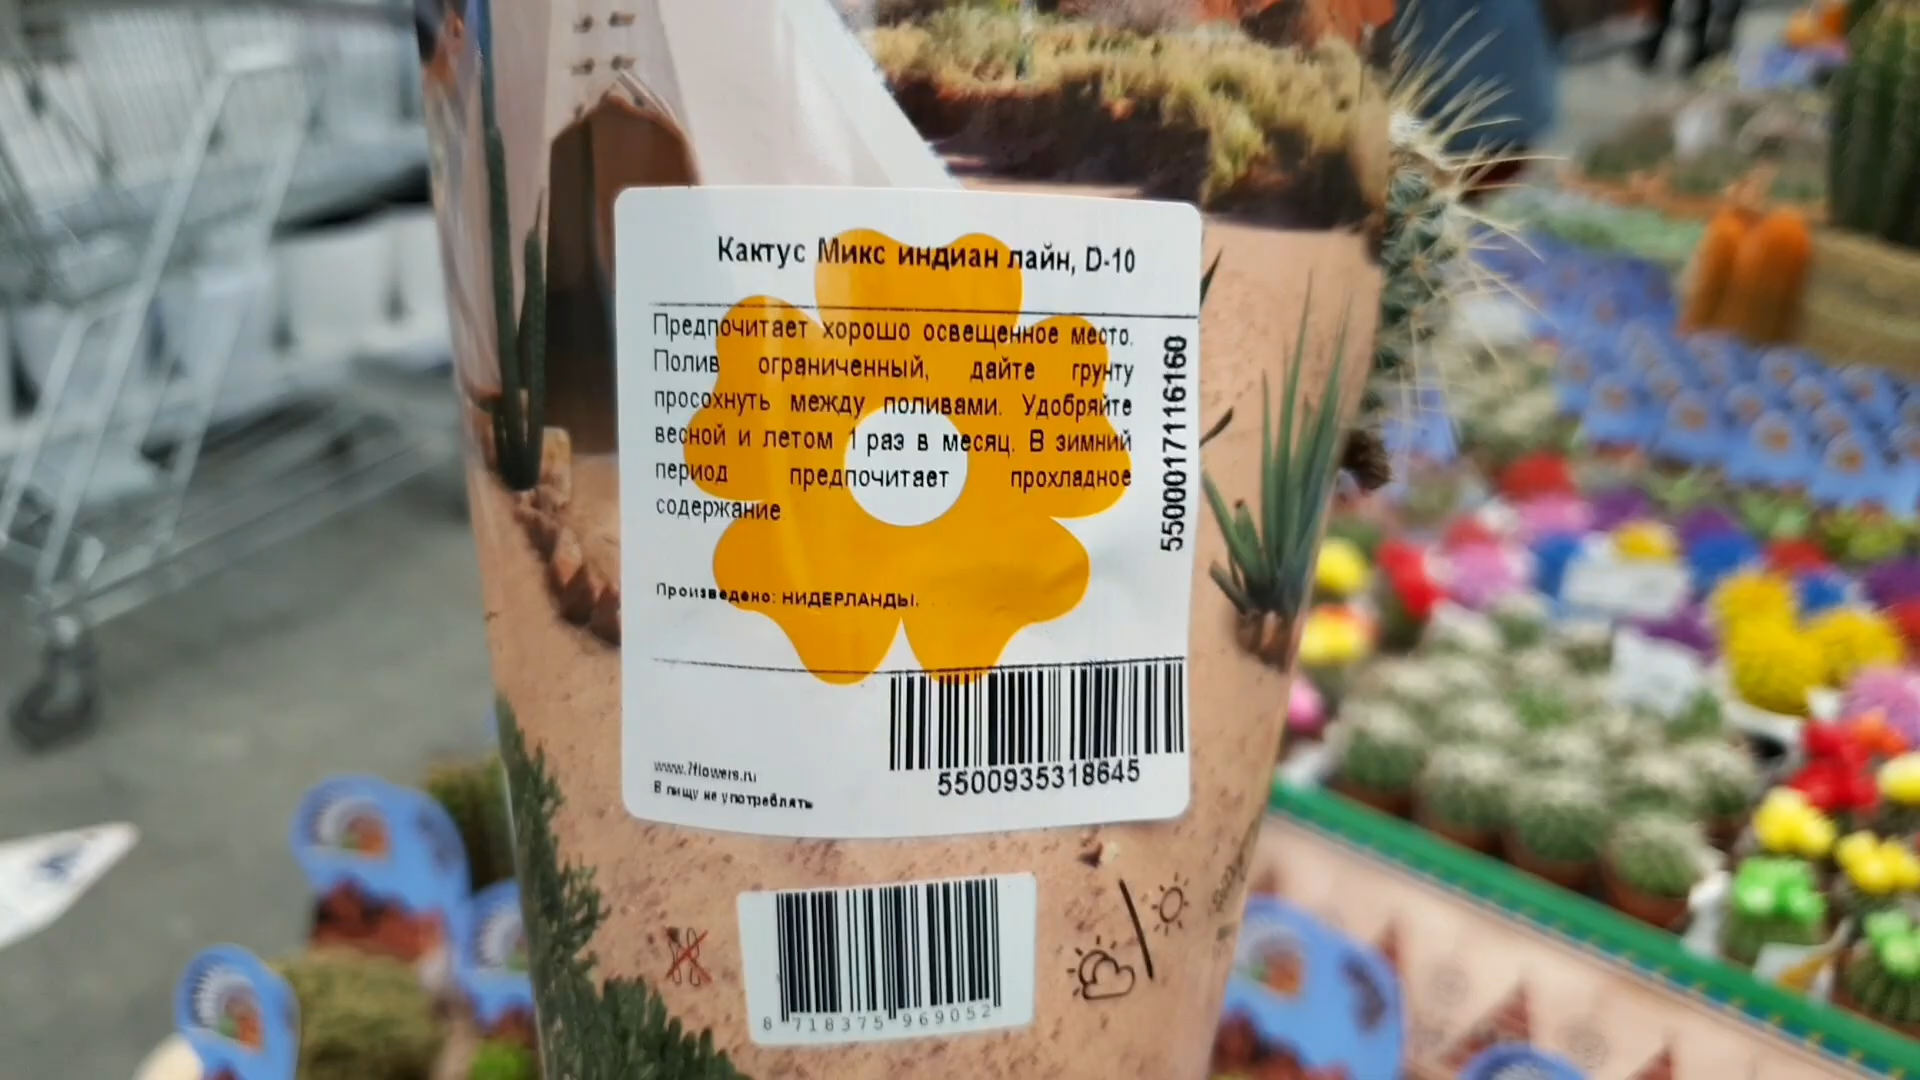 Кактус Микс индиан лайн, D-10
Предпочитает хорошо освещенное место.
Полив ограниченный, дайте грунту
просохнуть между поливами. Удобряйте
весной и летом 1 раз в месяц. В зимний
период предпочитает прохладное
содержание
5500017116160
Произведено: НИДЕРЛАНДЫ.
5500935318645
www.7flowers.ru
В пищу не употреблять
8 718375 969052